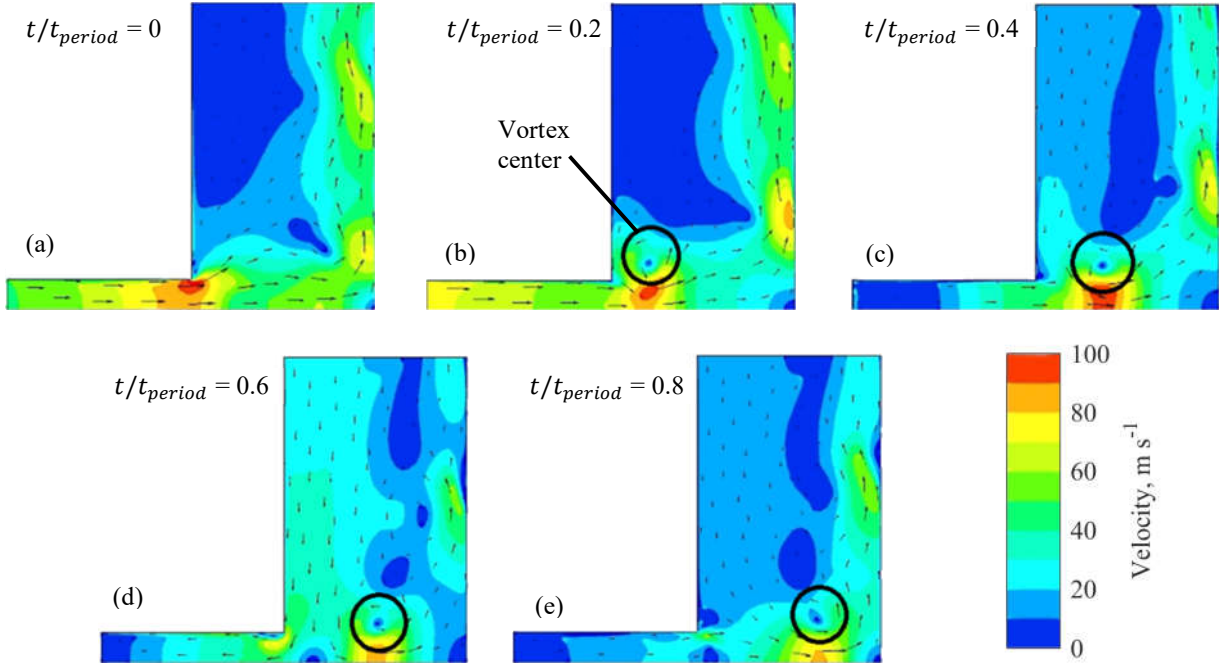 t/t_period = 0
t/t_period = 0.2
t/t_period = 0.4
Vortex
center
(a)
(b)
(c)
t/t_period = 0.6
t/t_period = 0.8
(d)
(e)
100
80
60
40
20
0
Velocity, m s⁻¹